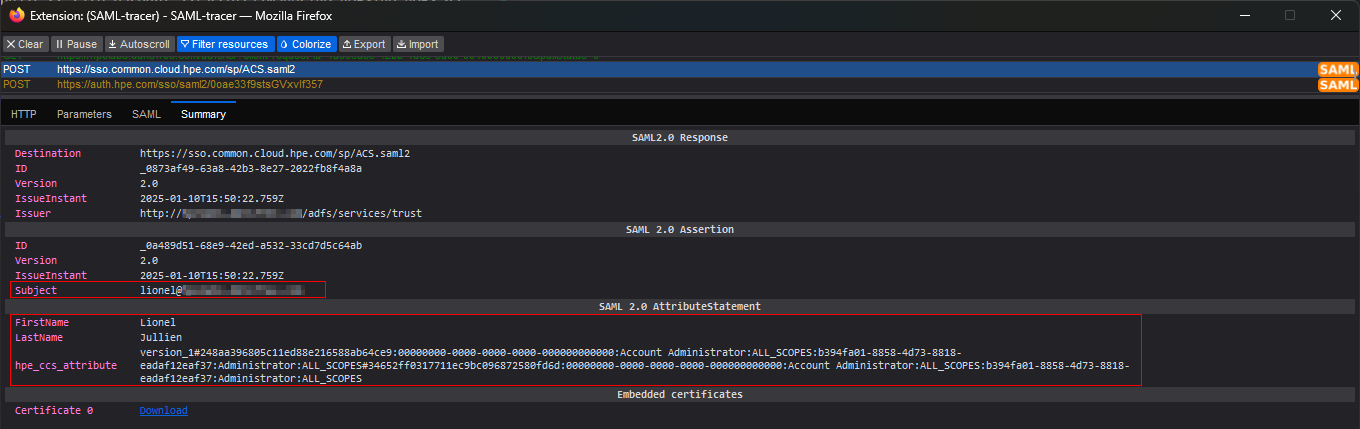 Extension: (SAML-tracer) - SAML-tracer — Mozilla Firefox
Clear Pause Autoscroll Filter resources Colorize Export Import
POST https://sso.common.cloud.hpe.com/sp/ACS.saml2 SAML
POST https://auth.hpe.com/sso/saml2/0oae33f9stsGVxvIf357 SAML
HTTP Parameters SAML Summary
SAML2.0 Response
Destination https://sso.common.cloud.hpe.com/sp/ACS.saml2
ID _0873af49-63a8-42b3-8e27-2022fb8f4a8a
Version 2.0
IssueInstant 2025-01-10T15:50:22.759Z
Issuer http:// /adfs/services/trust
SAML 2.0 Assertion
ID _0a489d51-68e9-42ed-a532-33cd7d5c64ab
Version 2.0
IssueInstant 2025-01-10T15:50:22.759Z
Subject lionel@
SAML 2.0 AttributeStatement
FirstName Lionel
LastName Jullien
version_1#248aa396805c11ed88e216588ab64ce9:00000000-0000-0000-0000-000000000000:Account Administrator:ALL_SCOPES:b394fa01-8858-4d73-8818-
hpe_ccs_attribute eadaf12eaf37:Administrator:ALL_SCOPES#34652ff0317711ec9bc096872580fd6d:00000000-0000-0000-0000-000000000000:Account Administrator:ALL_SCOPES:b394fa01-8858-4d73-8818-
eadaf12eaf37:Administrator:ALL_SCOPES
Embedded certificates
Certificate 0 Download